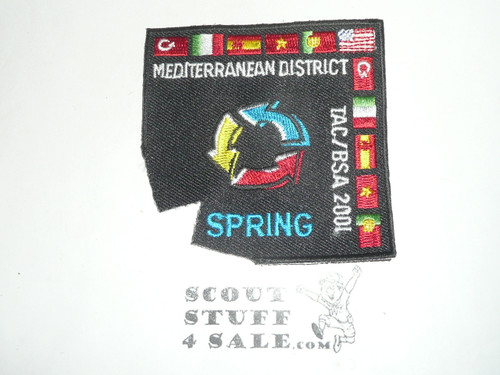 MEDITERRANEAN DISTRICT
TAC/BSA 2001
SPRING
SCOUT
STUFF
4 SALE.COM